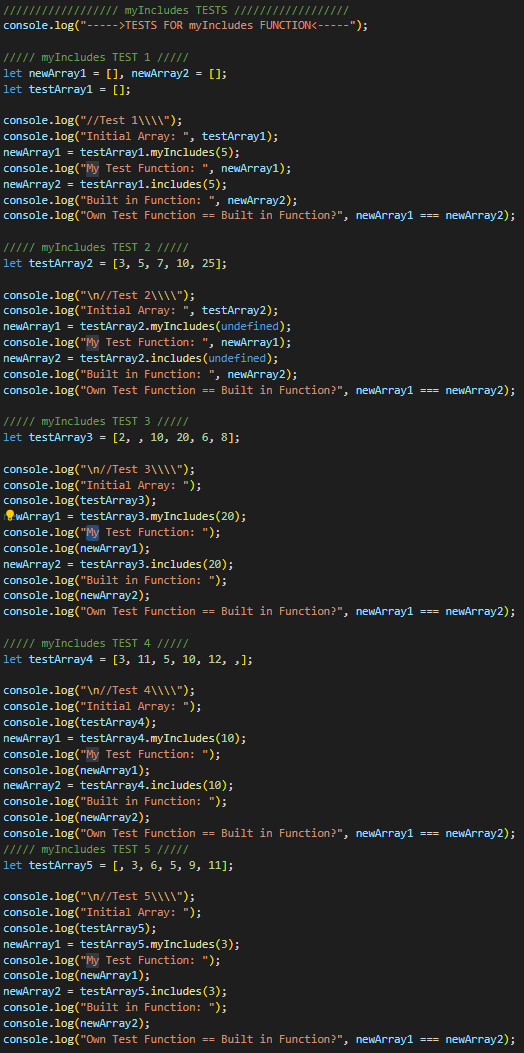 ////////////////// myIncludes TESTS //////////////////
console.log("----->TESTS FOR myIncludes FUNCTION<-----");
///// myIncludes TEST 1 /////
let newArray1 = [], newArray2 = [];
let testArray1 = [];
console.log("//Test 1\\\\");
console.log("Initial Array: ", testArray1);
newArray1 = testArray1.myIncludes(5);
console.log("My Test Function: ", newArray1);
newArray2 = testArray1.includes(5);
console.log("Built in Function: ", newArray2);
console.log("Own Test Function == Built in Function?", newArray1 === newArray2);
///// myIncludes TEST 2 /////
let testArray2 = [3, 5, 7, 10, 25];
console.log("\n//Test 2\\\\");
console.log("Initial Array: ", testArray2);
newArray1 = testArray2.myIncludes(undefined);
console.log("My Test Function: ", newArray1);
newArray2 = testArray2.includes(undefined);
console.log("Built in Function: ", newArray2);
console.log("Own Test Function == Built in Function?", newArray1 === newArray2);
///// myIncludes TEST 3 /////
let testArray3 = [2, , 10, 20, 6, 8];
console.log("\n//Test 3\\\\");
console.log("Initial Array: ");
console.log(testArray3);
wArray1 = testArray3.myIncludes(20);
console.log("My Test Function: ");
console.log(newArray1);
newArray2 = testArray3.includes(20);
console.log("Built in Function: ");
console.log(newArray2);
console.log("Own Test Function == Built in Function?", newArray1 === newArray2);
///// myIncludes TEST 4 /////
let testArray4 = [3, 11, 5, 10, 12, ,];
console.log("\n//Test 4\\\\");
console.log("Initial Array: ");
console.log(testArray4);
newArray1 = testArray4.myIncludes(10);
console.log("My Test Function: ");
console.log(newArray1);
newArray2 = testArray4.includes(10);
console.log("Built in Function: ");
console.log(newArray2);
console.log("Own Test Function == Built in Function?", newArray1 === newArray2);
///// myIncludes TEST 5 /////
let testArray5 = [, 3, 6, 5, 9, 11];
console.log("\n//Test 5\\\\");
console.log("Initial Array: ");
console.log(testArray5);
newArray1 = testArray5.myIncludes(3);
console.log("My Test Function: ");
console.log(newArray1);
newArray2 = testArray5.includes(3);
console.log("Built in Function: ");
console.log(newArray2);
console.log("Own Test Function == Built in Function?", newArray1 === newArray2);